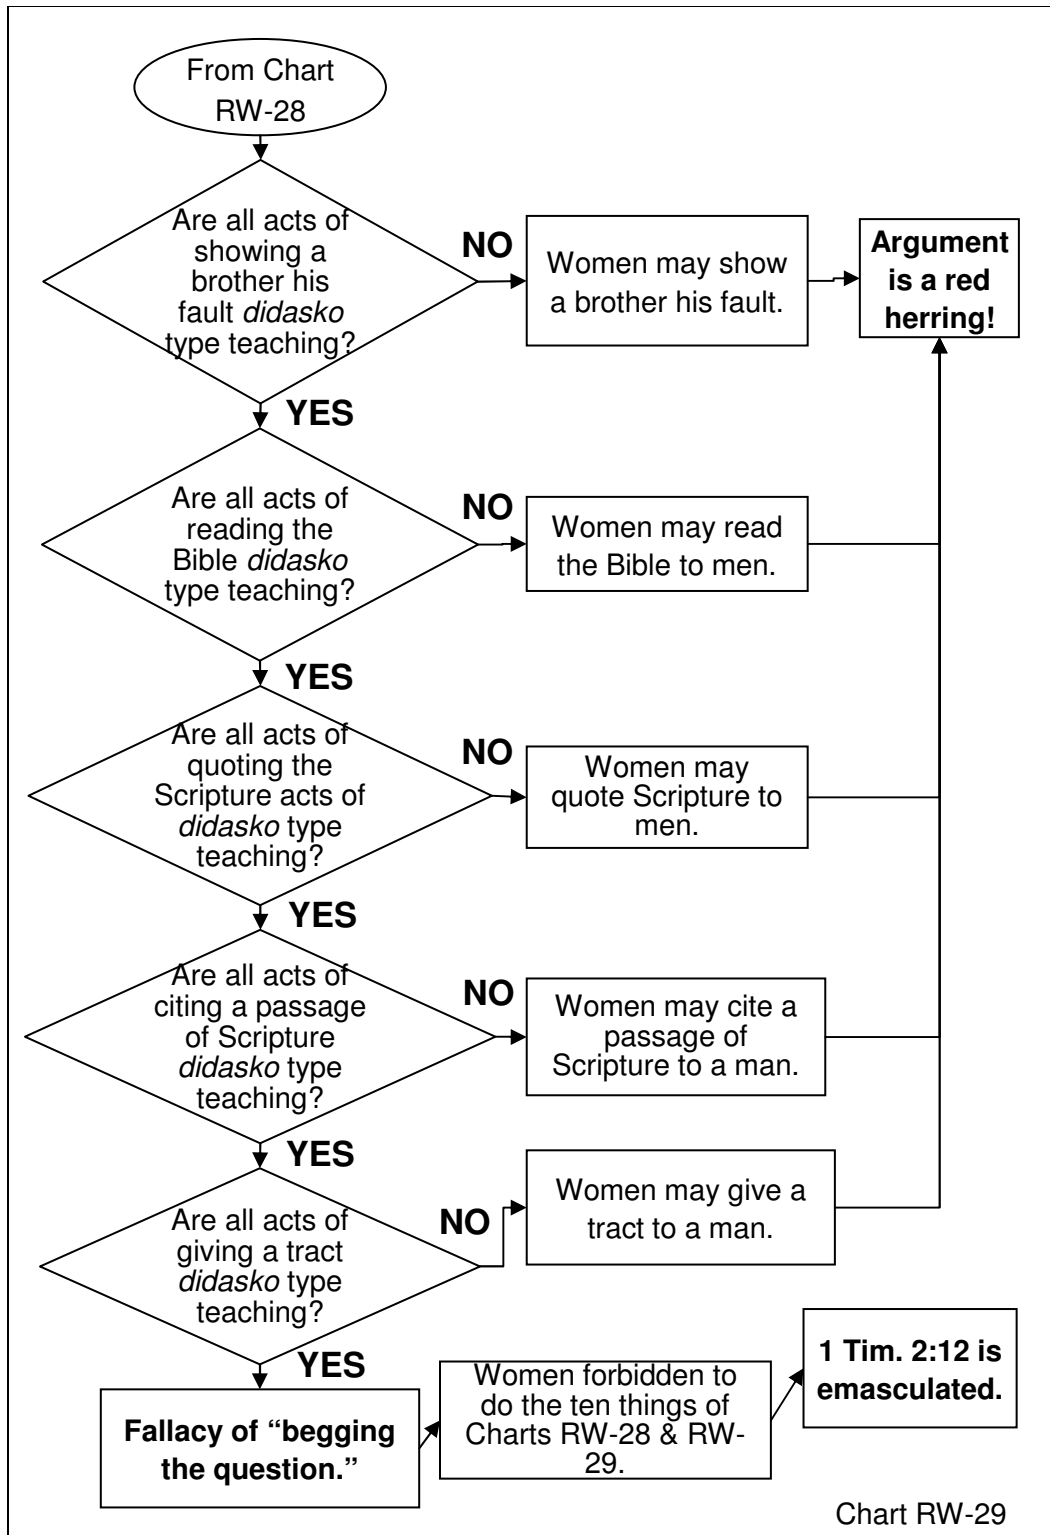 From Chart
RW-28
Are all acts of
showing a
brother his
fault didasko
type teaching?
NO
Women may show
a brother his fault.
Argument
is a red
herring!
YES
Are all acts of
reading the
Bible didasko
type teaching?
NO
Women may read
the Bible to men.
YES
Are all acts of
quoting the
Scripture acts of
didasko type
teaching?
NO
Women may
quote Scripture to
men.
YES
Are all acts of
citing a passage
of Scripture
didasko type
teaching?
NO
Women may cite a
passage of
Scripture to a man.
YES
Are all acts of
giving a tract
didasko type
teaching?
NO
Women may give a
tract to a man.
YES
Fallacy of “begging
the question.”
Women forbidden to
do the ten things of
Charts RW-28 & RW-
29.
1 Tim. 2:12 is
emasculated.
Chart RW-29